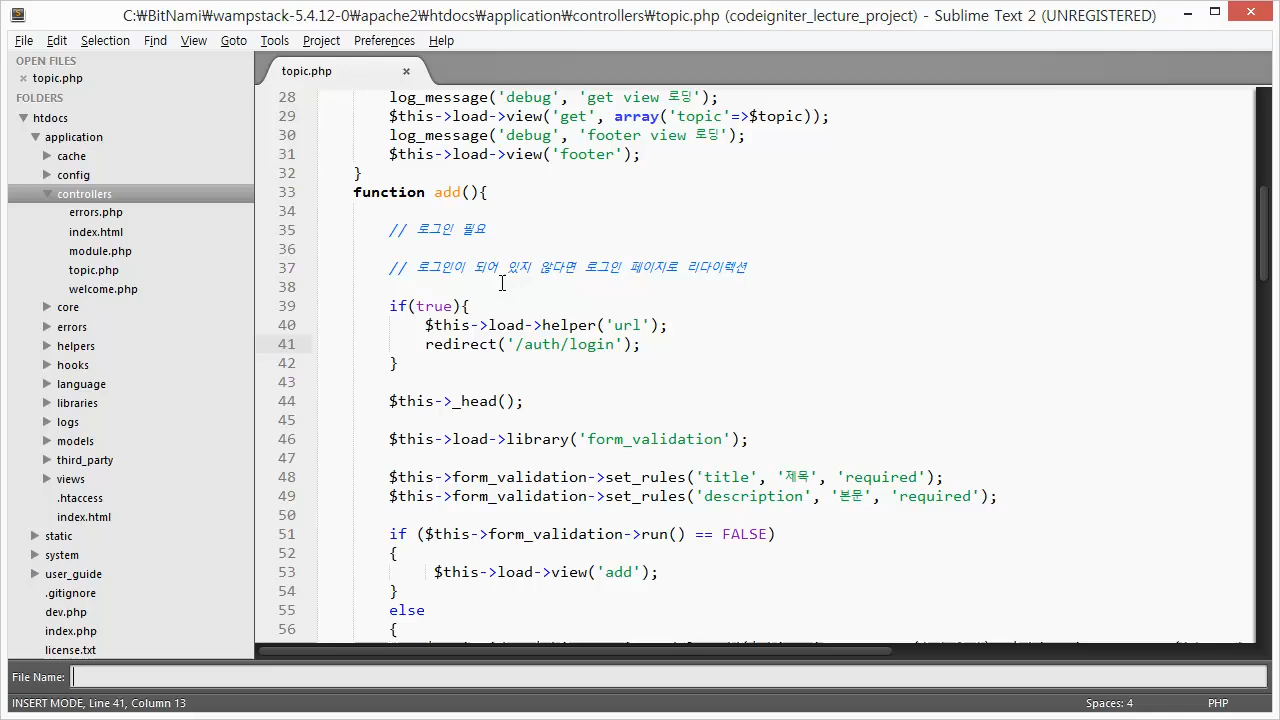 C:₩BitNami₩wampstack-5.4.12-0₩apache2₩htdocs₩application₩controllers₩topic.php (codeigniter_lecture_project) - Sublime Text 2 (UNREGISTERED)
File Edit Selection Find View Goto Tools Project Preferences Help
OPEN FILES
topic.php
FOLDERS
htdocs
application
cache
config
controllers
errors.php
index.html
module.php
topic.php
welcome.php
core
errors
helpers
hooks
language
libraries
logs
models
third_party
views
.htaccess
index.html
static
system
user_guide
.gitignore
dev.php
index.php
license.txt
topic.php
28 log_message('debug', 'get view 로딩');
29 $this->load->view('get', array('topic'=>$topic));
30 log_message('debug', 'footer view 로딩');
31 $this->load->view('footer');
32 }
33 function add(){
34
35 // 로그인 필요
36
37 // 로그인이 되어 있지 않다면 로그인 페이지로 리다이렉션
38
39 if(true){
40 $this->load->helper('url');
41 redirect('/auth/login');
42 }
43
44 $this->_head();
45
46 $this->load->library('form_validation');
47
48 $this->form_validation->set_rules('title', '제목', 'required');
49 $this->form_validation->set_rules('description', '본문', 'required');
50
51 if ($this->form_validation->run() == FALSE)
52 {
53 $this->load->view('add');
54 }
55 else
56 {
File Name:
INSERT MODE, Line 41, Column 13
Spaces: 4
PHP